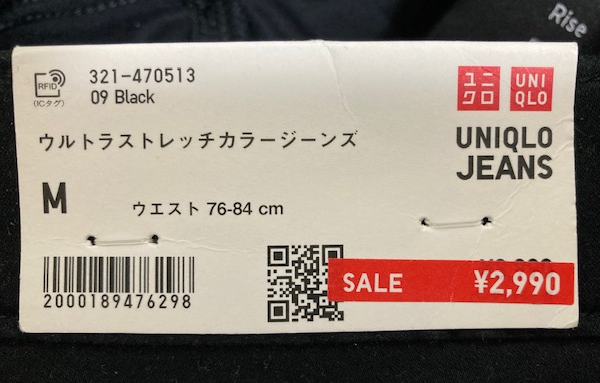 Rise
RFID
(ICタグ)
321-470513
09 Black
ユニ
クロ
UNI
QLO
ウルトラストレッチカラージーンズ
UNIQLO
JEANS
M
ウエスト 76-84 cm
2000189476298
SALE ¥2,990